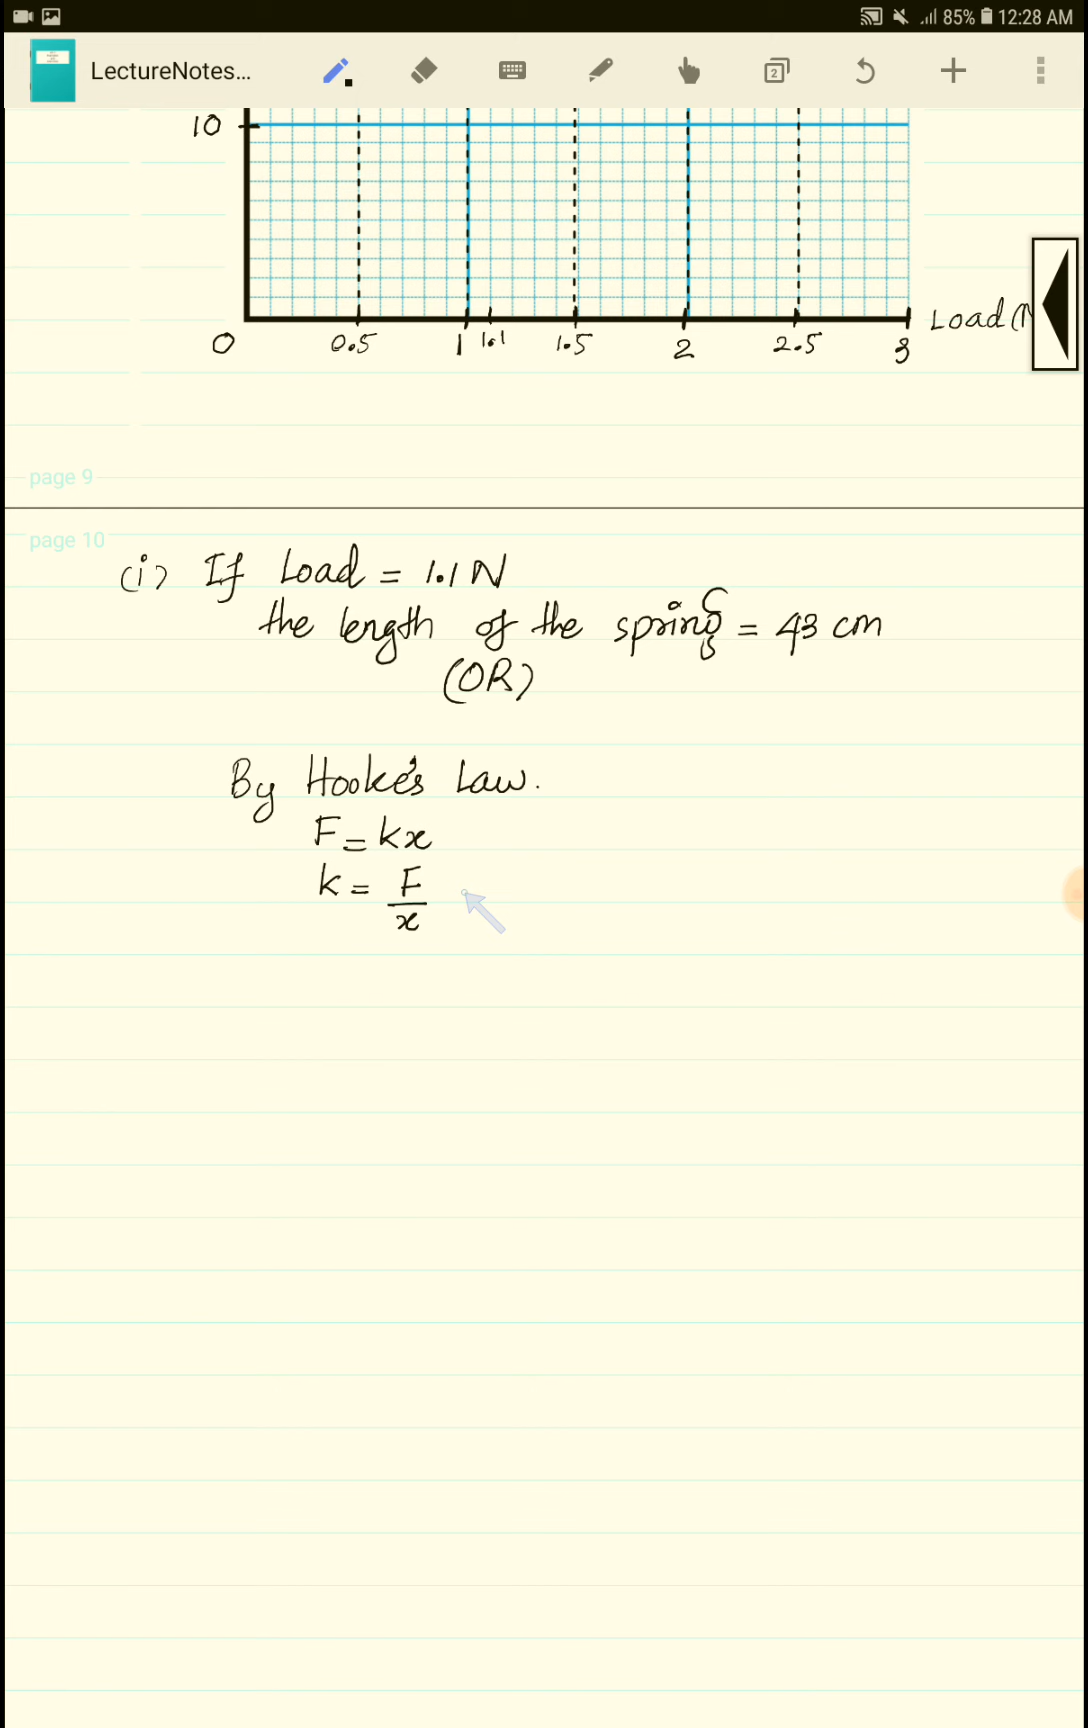 85% 12:28 AM
LectureNotes...
2
10
0 0.5 1 1.1 1.5 2 2.5 3 Load (N
page 9
page 10
(i) If Load = 1.1 N
the length of the spring = 43 cm
(OR)
By Hooke's Law.
F = kx
k = F
x